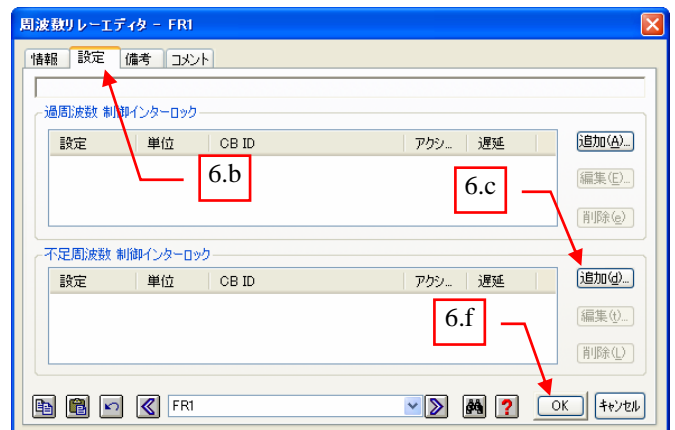 周波数リレーエディタ - FR1
情報 設定 備考 コメント
過周波数 制御インターロック
設定 単位 CB ID アクシ... 遅延
追加(A)...
6.b
6.c
編集(E)...
削除(e)
不足周波数 制御インターロック
設定 単位 CB ID アクシ... 遅延
追加(d)...
6.f
編集(t)...
削除(L)
FR1
?
OK キャンセル